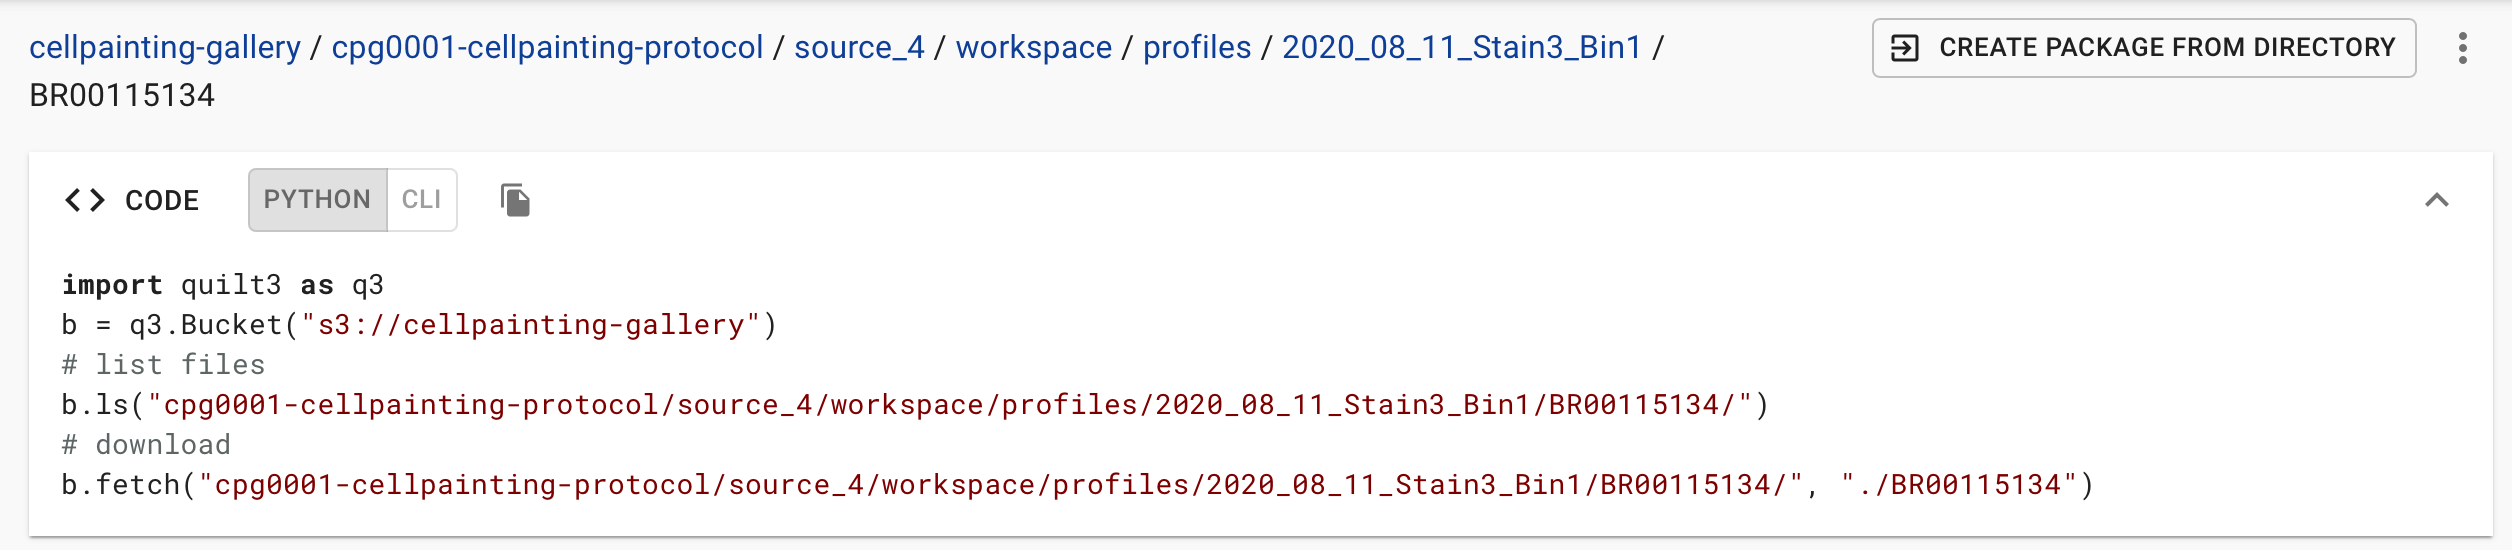 cellpainting-gallery / cpg0001-cellpainting-protocol / source_4 / workspace / profiles / 2020_08_11_Stain3_Bin1 /
BR00115134
CREATE PACKAGE FROM DIRECTORY
<> CODE PYTHON CLI
import quilt3 as q3
b = q3.Bucket("s3://cellpainting-gallery")
# list files
b.ls("cpg0001-cellpainting-protocol/source_4/workspace/profiles/2020_08_11_Stain3_Bin1/BR00115134/")
# download
b.fetch("cpg0001-cellpainting-protocol/source_4/workspace/profiles/2020_08_11_Stain3_Bin1/BR00115134/", "./BR00115134")